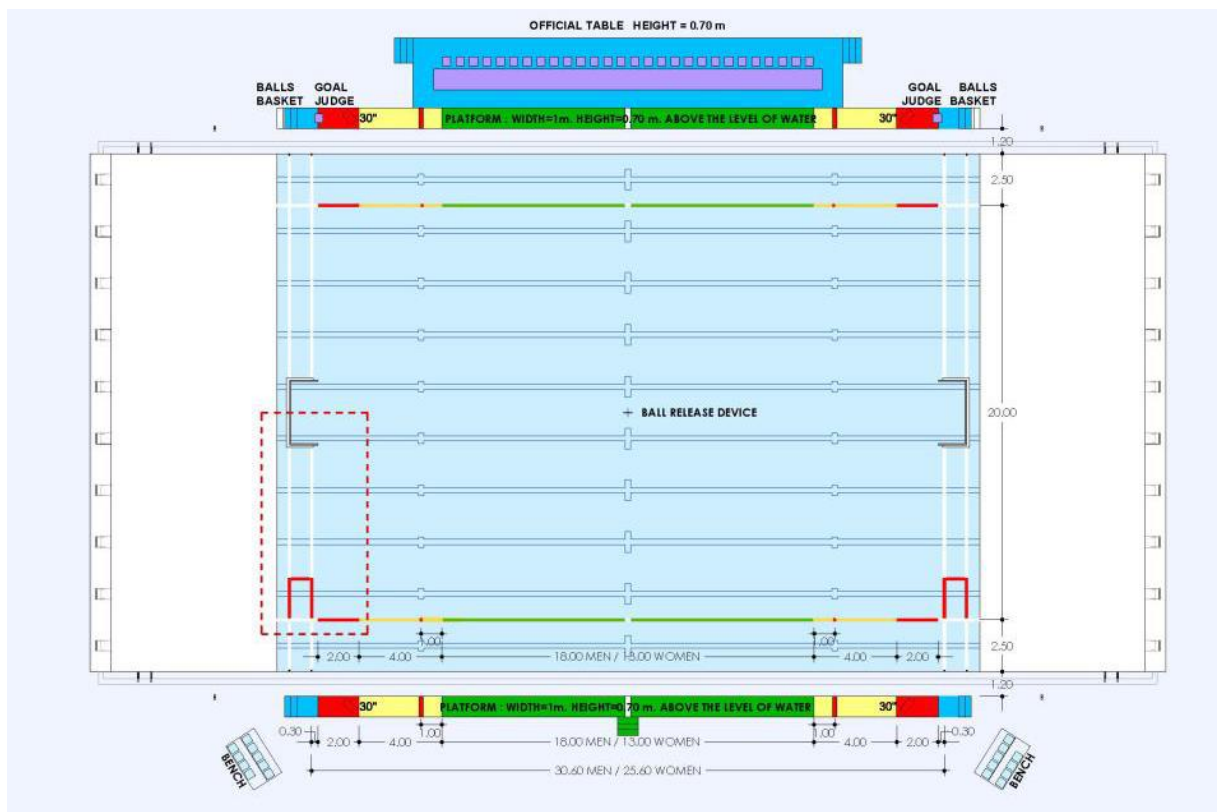 OFFICIAL TABLE HEIGHT = 0.70 m
BALLS GOAL
BASKET JUDGE
GOAL BALLS
JUDGE BASKET
30"
PLATFORM : WIDTH=1m. HEIGHT=0.70 m. ABOVE THE LEVEL OF WATER
30"
1.20
2.50
BALL RELEASE DEVICE
20.00
1.00
1.00
2.50
2.00
4.00
18.00 MEN / 13.00 WOMEN
4.00
2.00
1.20
30"
PLATFORM : WIDTH=1m. HEIGHT=0.70 m. ABOVE THE LEVEL OF WATER
30"
0.30
1.00
1.00
0.30
2.00
4.00
18.00 MEN / 13.00 WOMEN
4.00
2.00
BENCH
30.60 MEN / 25.60 WOMEN
BENCH